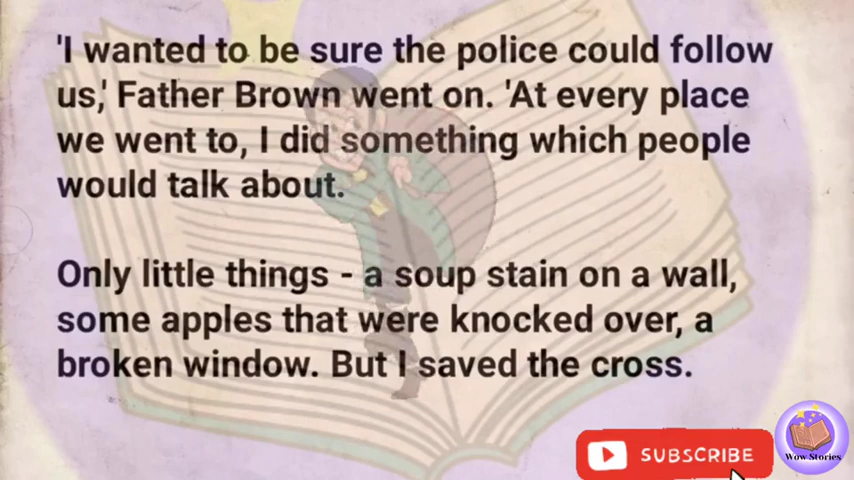 'I wanted to be sure the police could follow
us,' Father Brown went on. 'At every place
we went to, I did something which people
would talk about.
Only little things - a soup stain on a wall,
some apples that were knocked over, a
broken window. But I saved the cross.
SUBSCRIBE
Wow Stories